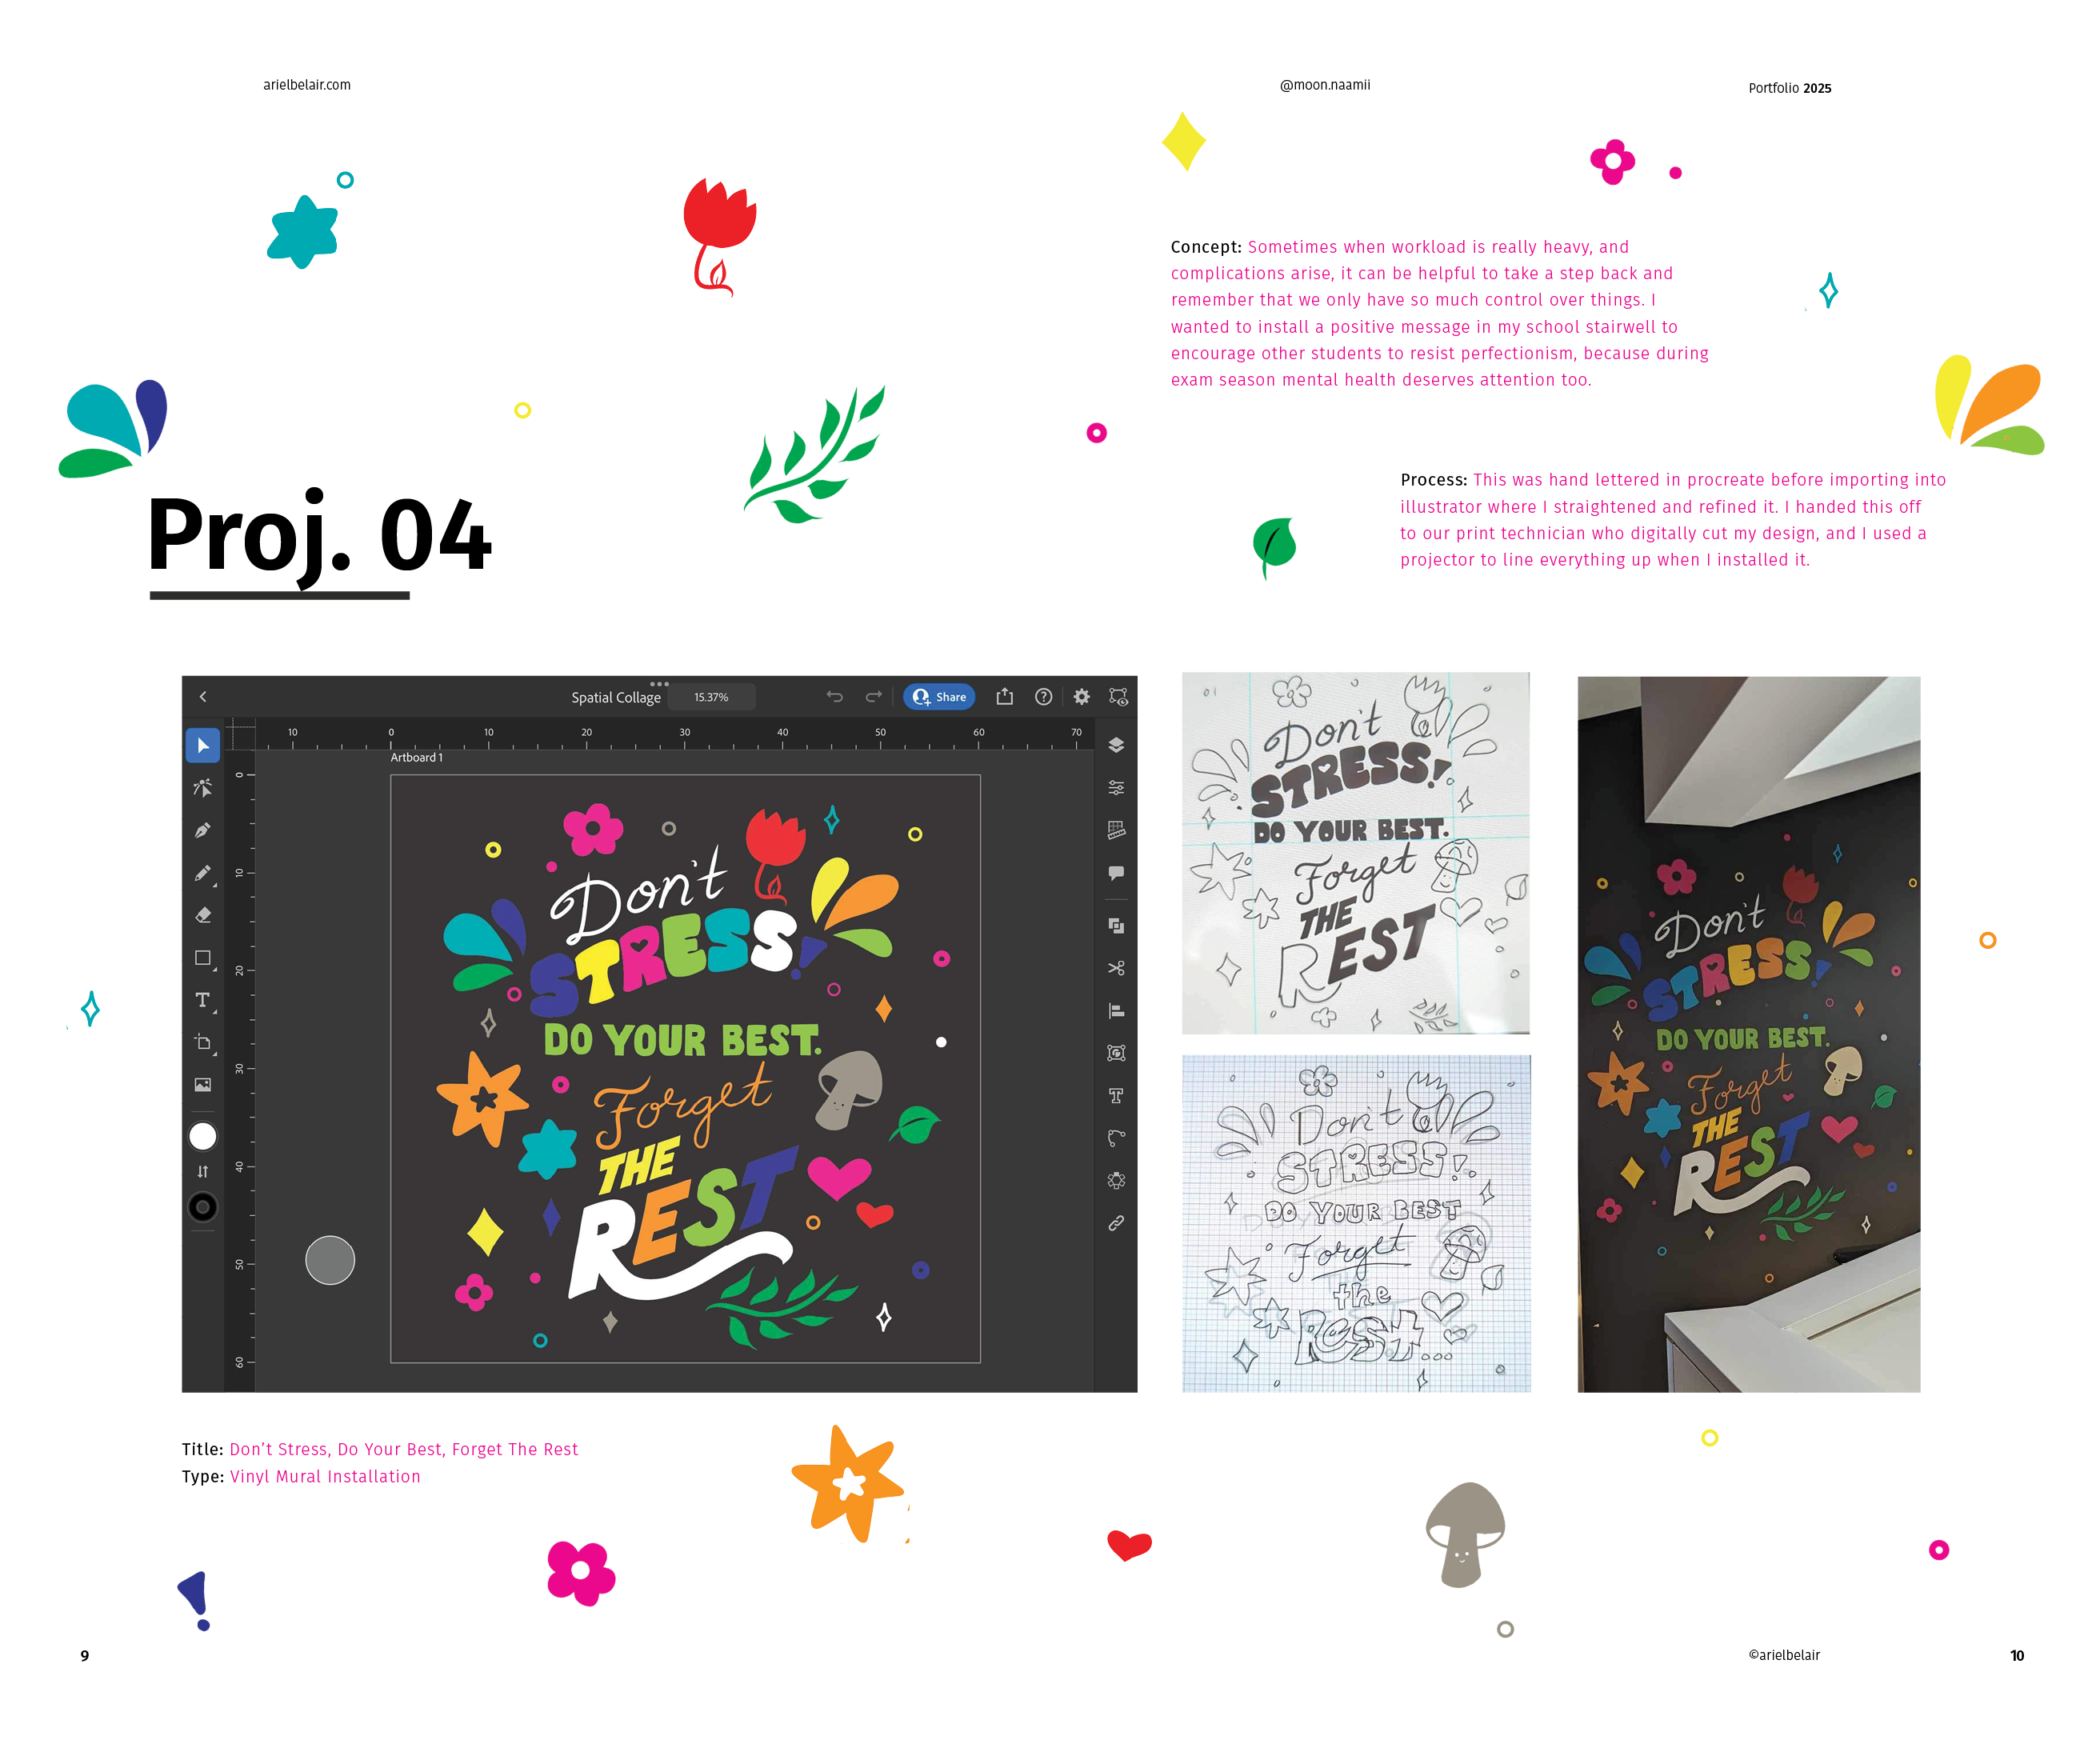 arielbelair.com
@moon.naamii
Portfolio 2025
Concept: Sometimes when workload is really heavy, and
complications arise, it can be helpful to take a step back and
remember that we only have so much control over things. I
wanted to install a positive message in my school stairwell to
encourage other students to resist perfectionism, because during
exam season mental health deserves attention too.
Process: This was hand lettered in procreate before importing into
illustrator where I straightened and refined it. I handed this off
to our print technician who digitally cut my design, and I used a
projector to line everything up when I installed it.
Proj. 04
Spatial Collage
15.37%
Share
10 0 10 20 30 40 50 60 70
Artboard 1
0
10
20
30
40
50
60
Don't
STRESS!
DO YOUR BEST.
Forget
THE
REST
Don't
STRESS!
DO YOUR BEST.
Forget
THE
REST
Don't
STRESS!
DO YOUR BEST
Forget
the
REST...
Don't
STRESS!
DO YOUR BEST.
Forget
THE
REST
Title: Don’t Stress, Do Your Best, Forget The Rest
Type: Vinyl Mural Installation
9
©arielbelair
10